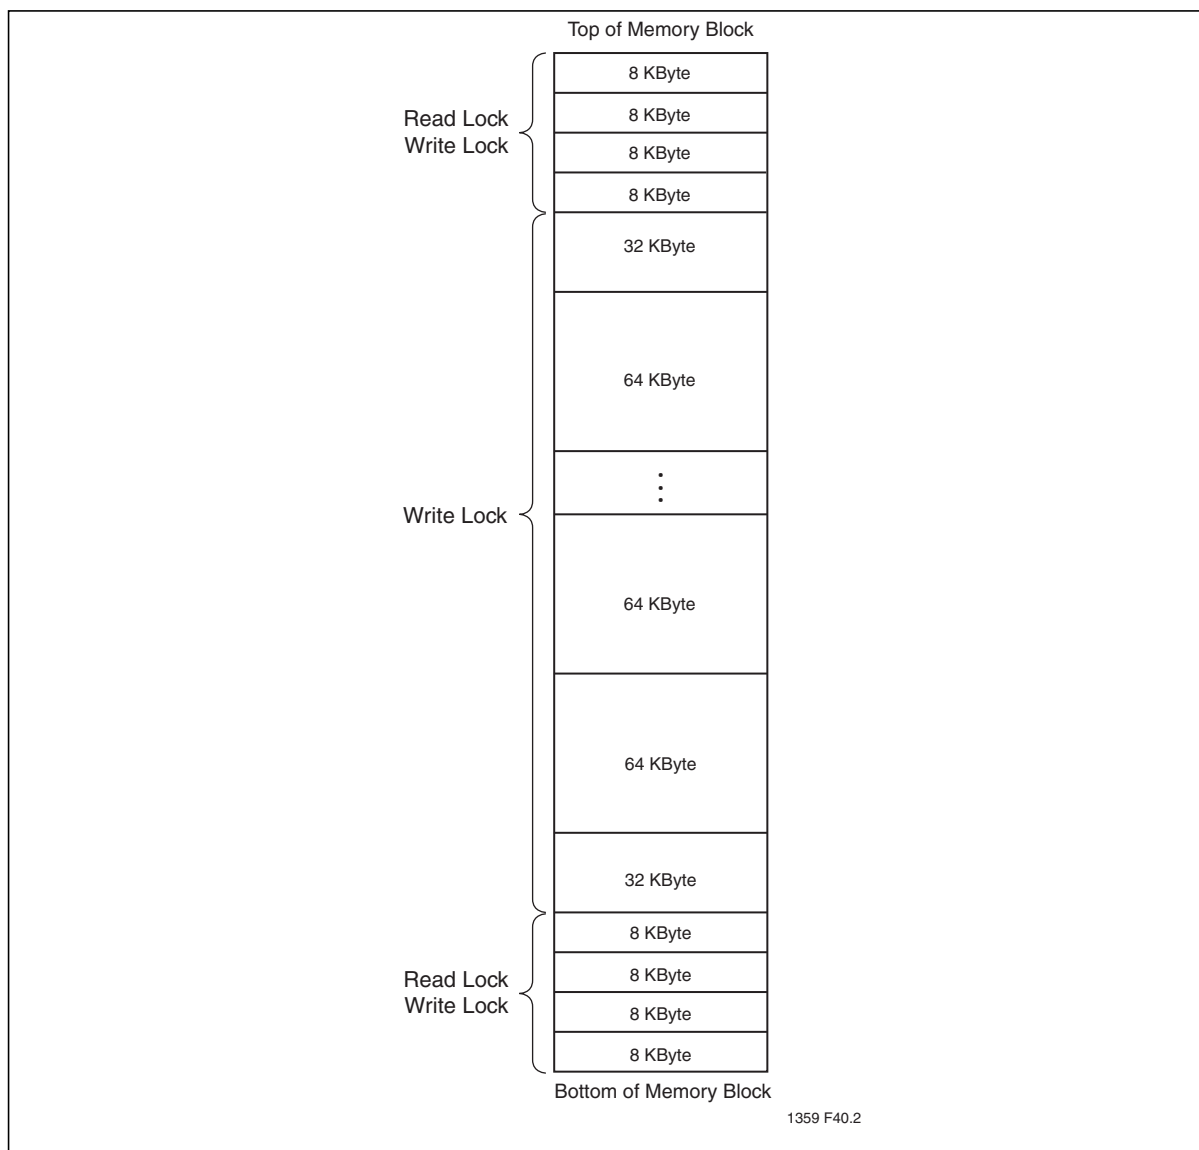 Top of Memory Block
8 KByte
8 KByte
Read Lock
Write Lock
8 KByte
8 KByte
32 KByte
64 KByte
⋮
Write Lock
64 KByte
64 KByte
32 KByte
8 KByte
8 KByte
Read Lock
Write Lock
8 KByte
8 KByte
Bottom of Memory Block
1359 F40.2